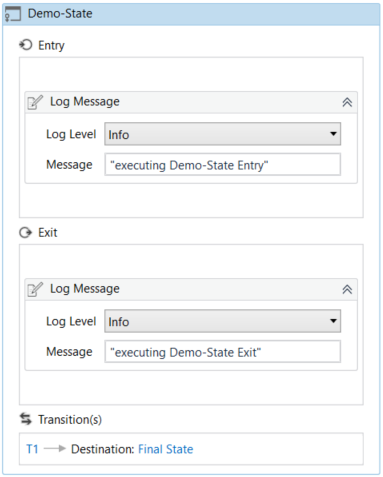 Demo-State
Entry
Log Message
Log Level Info
Message "executing Demo-State Entry"
Exit
Log Message
Log Level Info
Message "executing Demo-State Exit"
Transition(s)
T1 Destination: Final State